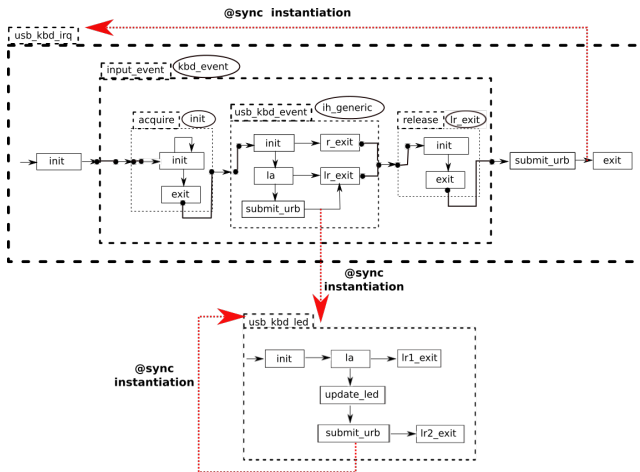 @sync instantiation
usb_kbd_irq
input_event
kbd_event
acquire
init
usb_kbd_event
ih_generic
release
lr_exit
init
init
exit
init
r_exit
la
lr_exit
submit_urb
init
exit
submit_urb
exit
@sync
instantiation
usb_kbd_led
init
la
lr1_exit
@sync
instantiation
update_led
submit_urb
lr2_exit